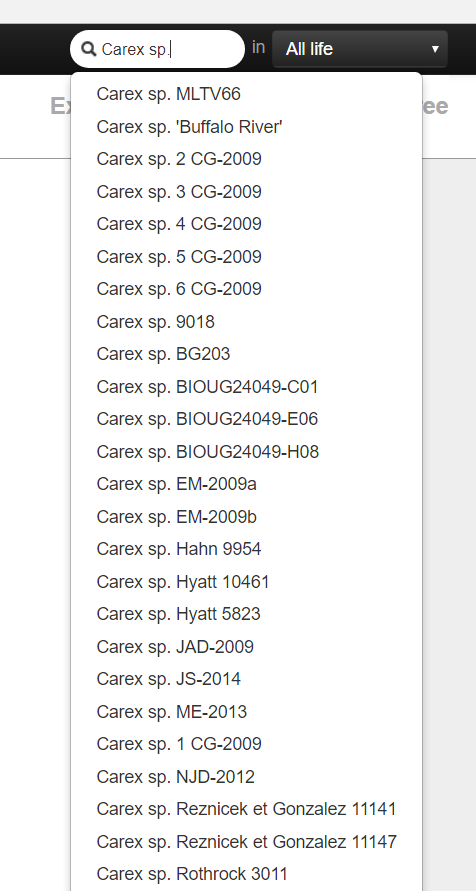 Carex sp. in All life
Ex ee
Carex sp. MLTV66
Carex sp. 'Buffalo River'
Carex sp. 2 CG-2009
Carex sp. 3 CG-2009
Carex sp. 4 CG-2009
Carex sp. 5 CG-2009
Carex sp. 6 CG-2009
Carex sp. 9018
Carex sp. BG203
Carex sp. BIOUG24049-C01
Carex sp. BIOUG24049-E06
Carex sp. BIOUG24049-H08
Carex sp. EM-2009a
Carex sp. EM-2009b
Carex sp. Hahn 9954
Carex sp. Hyatt 10461
Carex sp. Hyatt 5823
Carex sp. JAD-2009
Carex sp. JS-2014
Carex sp. ME-2013
Carex sp. 1 CG-2009
Carex sp. NJD-2012
Carex sp. Reznicek et Gonzalez 11141
Carex sp. Reznicek et Gonzalez 11147
Carex sp. Rothrock 3011